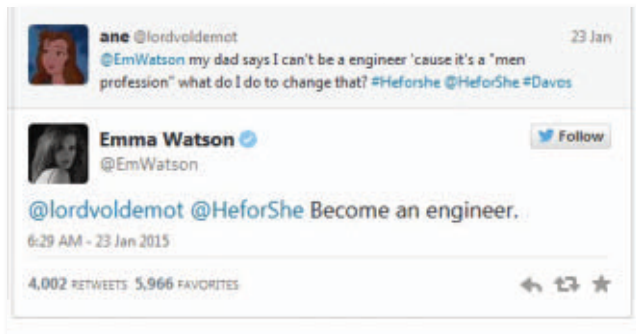 ane @lordvoldemot 23 Jan
@EmWatson my dad says I can't be a engineer 'cause it's a "men
profession" what do I do to change that? #Heforshe @HeforShe #Davos
Emma Watson Follow
@EmWatson
@lordvoldemot @HeforShe Become an engineer.
6:29 AM - 23 Jan 2015
4,002 RETWEETS 5,966 FAVORITES